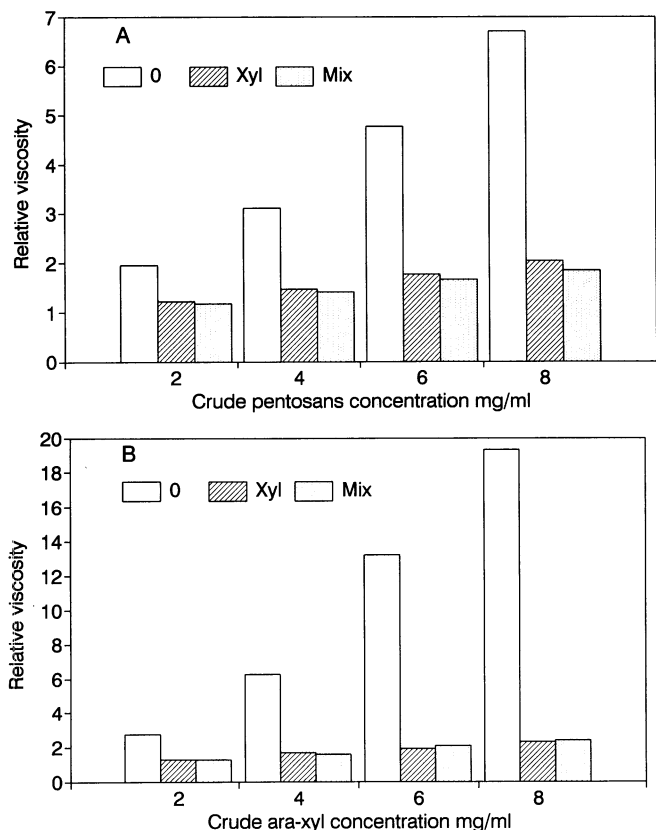 A
0 Xyl Mix
Relative viscosity
7
6
5
4
3
2
1
0
2 4 6 8
Crude pentosans concentration mg/ml
B
0 Xyl Mix
Relative viscosity
20
18
16
14
12
10
8
6
4
2
0
2 4 6 8
Crude ara-xyl concentration mg/ml